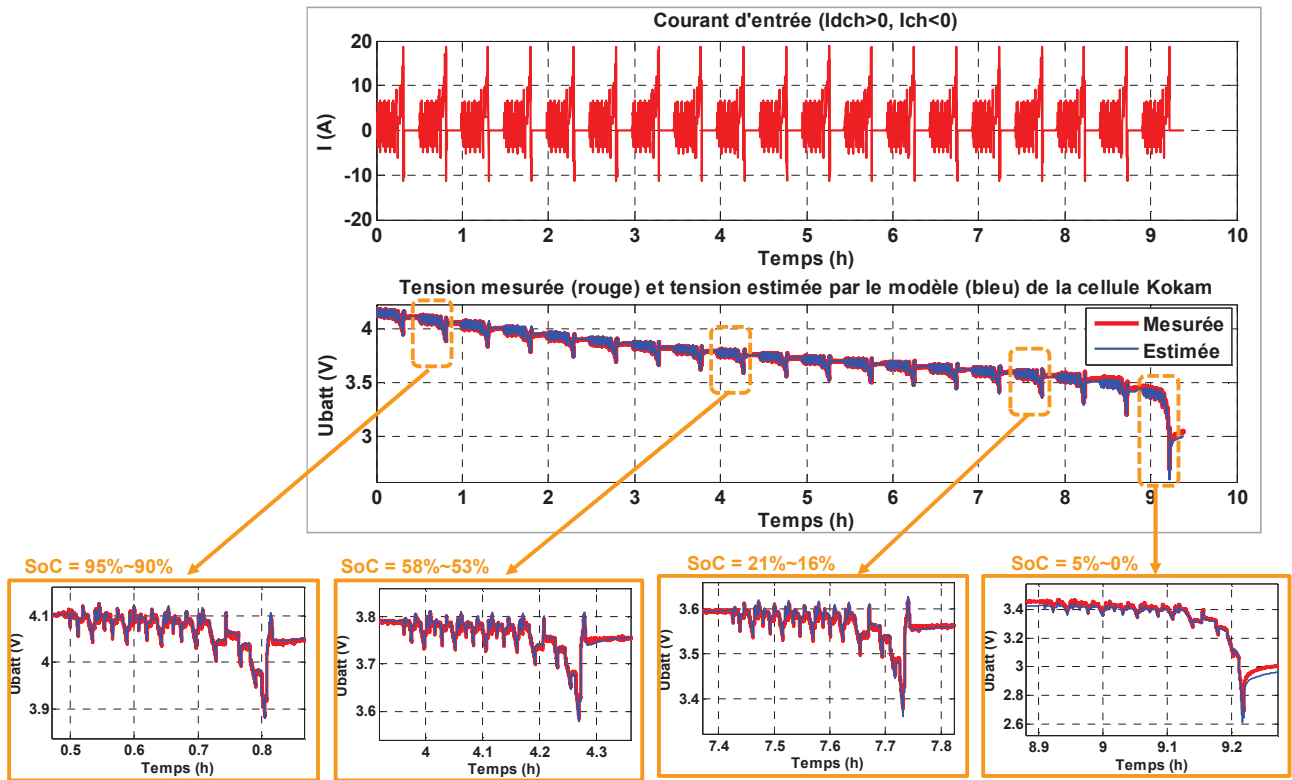 Courant d'entrée (Idch>0, Ich<0)
20
10
0
-10
-20
I (A)
0 1 2 3 4 5 6 7 8 9 10
Temps (h)
Tension mesurée (rouge) et tension estimée par le modèle (bleu) de la cellule Kokam
4
3.5
3
Ubatt (V)
Mesurée
Estimée
0 1 2 3 4 5 6 7 8 9 10
Temps (h)
SoC = 95%~90%
4.1
4
3.9
Ubatt (V)
0.5 0.6 0.7 0.8
Temps (h)
SoC = 58%~53%
3.8
3.7
3.6
Ubatt (V)
4 4.1 4.2 4.3
Temps (h)
SoC = 21%~16%
3.6
3.5
3.4
Ubatt (V)
7.4 7.5 7.6 7.7 7.8
Temps (h)
SoC = 5%~0%
3.4
3.2
3
2.8
2.6
Ubatt (V)
8.9 9 9.1 9.2
Temps (h)